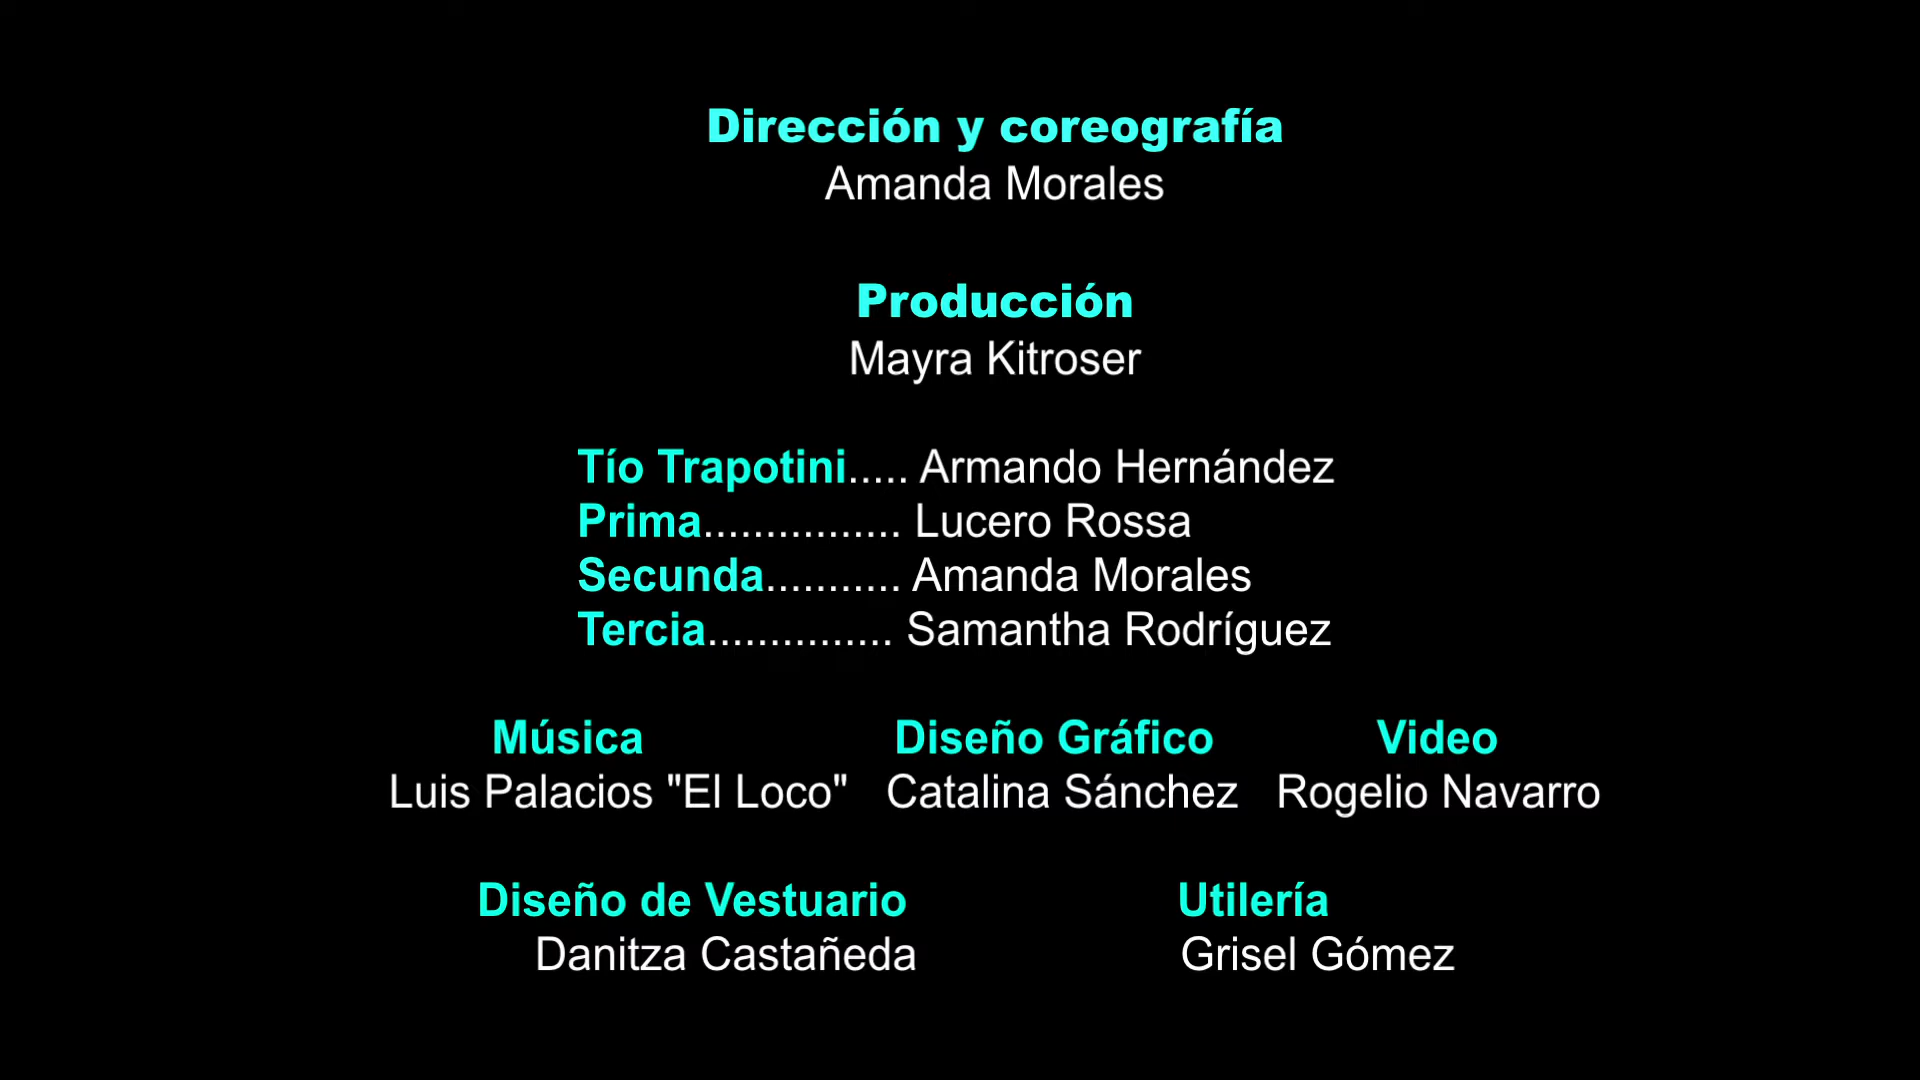 Dirección y coreografía
Amanda Morales
Producción
Mayra Kitroser
Tío Trapotini..... Armando Hernández
Prima................ Lucero Rossa
Secunda........... Amanda Morales
Tercia............... Samantha Rodríguez
Música Diseño Gráfico Video
Luis Palacios "El Loco" Catalina Sánchez Rogelio Navarro
Diseño de Vestuario Utilería
Danitza Castañeda Grisel Gómez